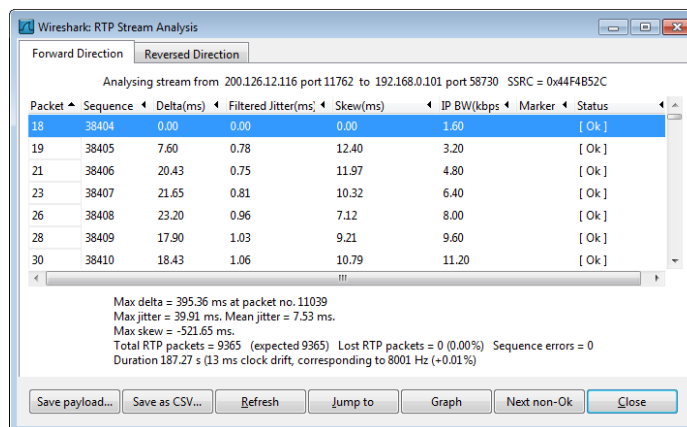 Wireshark: RTP Stream Analysis
Forward Direction Reversed Direction
Analysing stream from 200.126.12.116 port 11762 to 192.168.0.101 port 58730 SSRC = 0x44F4B52C
Packet Sequence Delta(ms) Filtered Jitter(ms) Skew(ms) IP BW(kbps Marker Status
18 38404 0.00 0.00 0.00 1.60 [ Ok ]
19 38405 7.60 0.78 12.40 3.20 [ Ok ]
21 38406 20.43 0.75 11.97 4.80 [ Ok ]
23 38407 21.65 0.81 10.32 6.40 [ Ok ]
26 38408 23.20 0.96 7.12 8.00 [ Ok ]
28 38409 17.90 1.03 9.21 9.60 [ Ok ]
30 38410 18.43 1.06 10.79 11.20 [ Ok ]
Max delta = 395.36 ms at packet no. 11039
Max jitter = 39.91 ms. Mean jitter = 7.53 ms.
Max skew = -521.65 ms.
Total RTP packets = 9365 (expected 9365) Lost RTP packets = 0 (0.00%) Sequence errors = 0
Duration 187.27 s (13 ms clock drift, corresponding to 8001 Hz (+0.01%)
Save payload... Save as CSV... Refresh Jump to Graph Next non-Ok Close